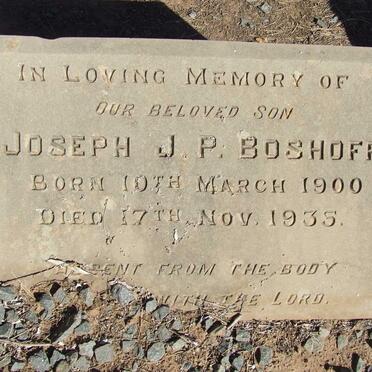 In Loving Memory of
our beloved son
Joseph J. P. Boshoff
Born 10th March 1900
Died 17th Nov. 1935.
from the body
with the Lord.